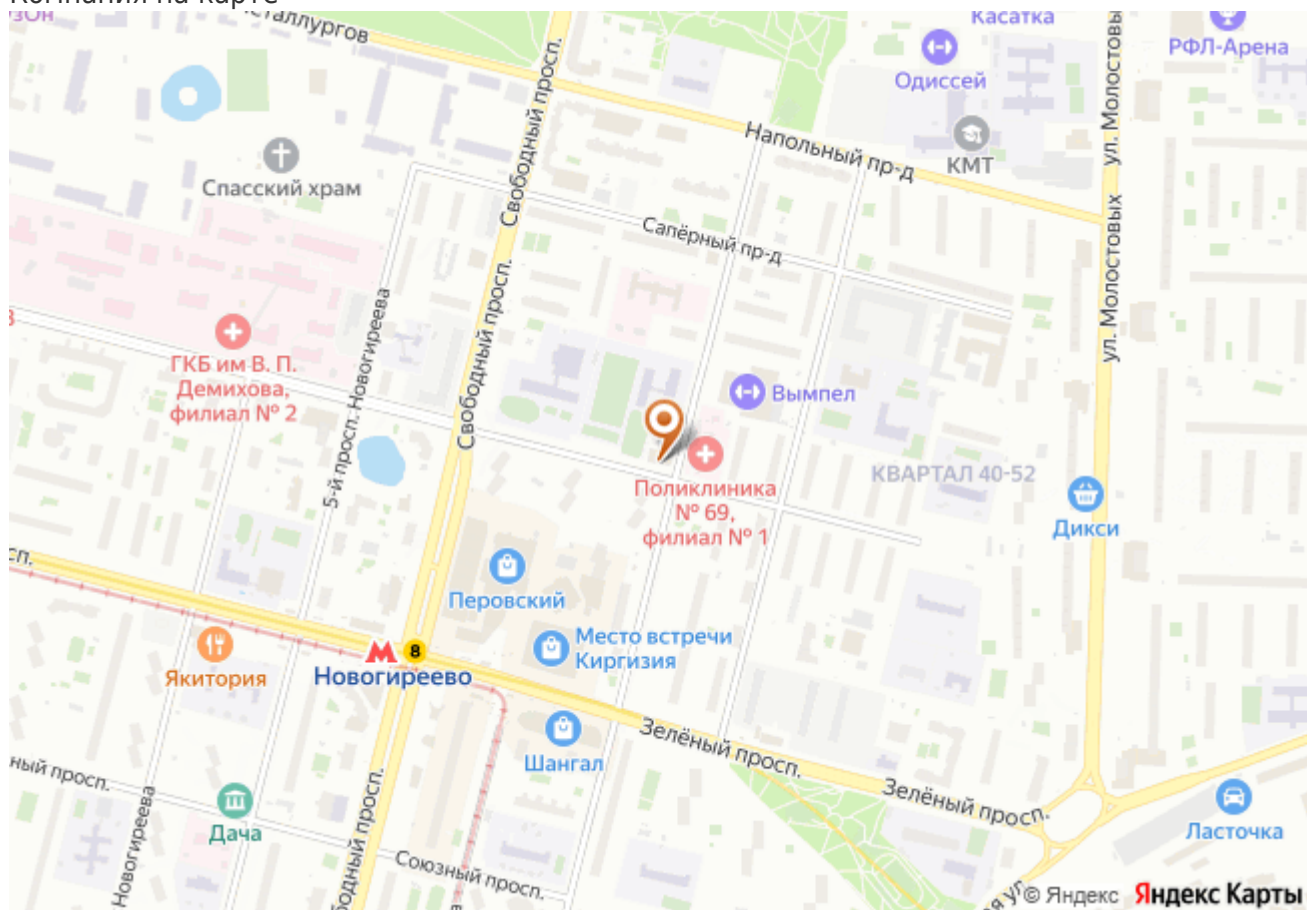 Компания на карте
Касатка
РФЛ-Арена
Одиссей
ул. Молостовых
Свободный просп.
Напольный пр-д
КМТ
Спасский храм
Сапёрный пр-д
ул. Молостовых
Свободный просп.
5-й просп. Новогиреева
ГКБ им В. П.
Демихова,
филиал № 2
Вымпел
Поликлиника
№ 69,
филиал № 1
КВАРТАЛ 40-52
Дикси
Перовский
Место встречи
Киргизия
8
Новогиреево
Якитория
Зелёный просп.
Шангал
Зелёный просп.
Дача
Новогиреева
Союзный просп.
Ласточка
© Яндекс Яндекс Карты